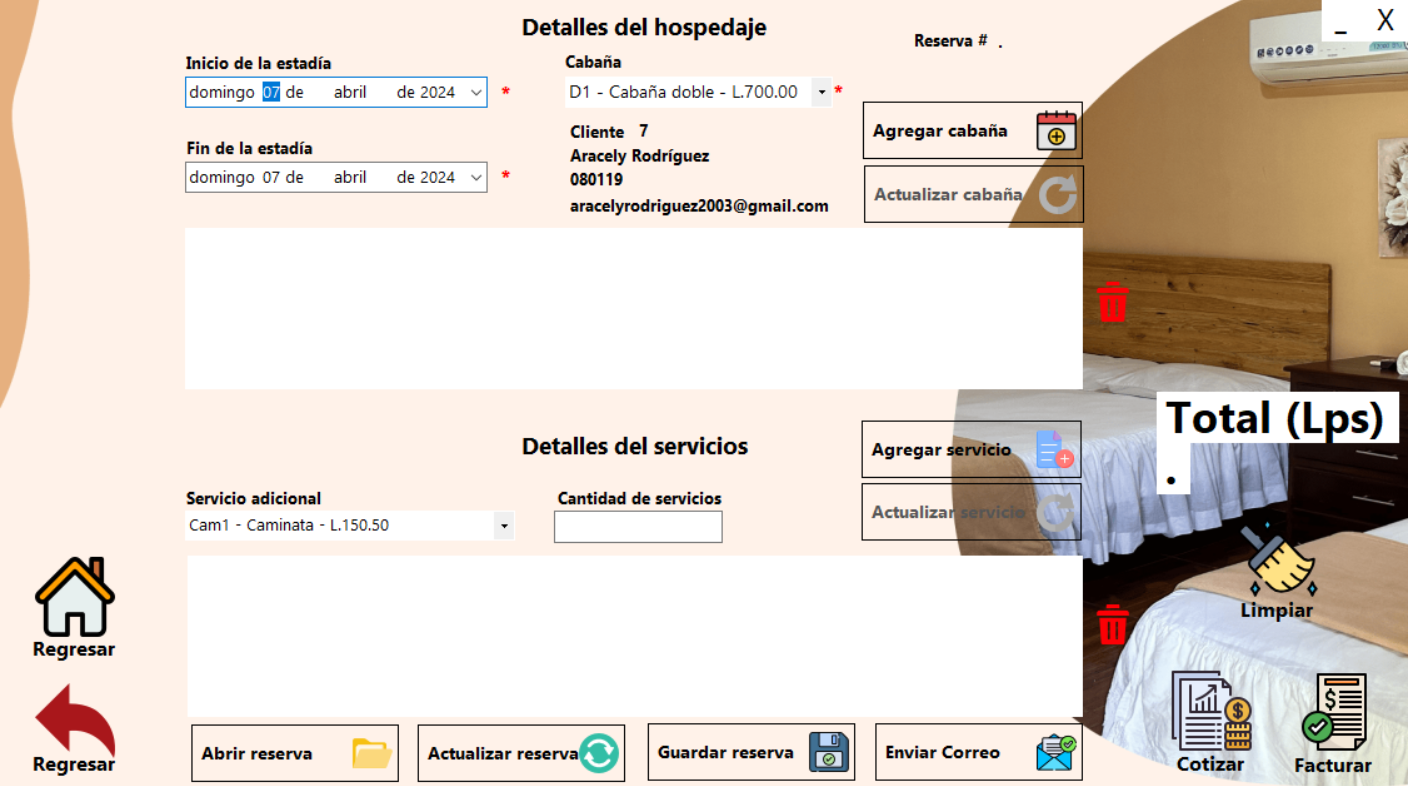 _ X
Detalles del hospedaje
Reserva # .
Inicio de la estadía
domingo 07 de abril de 2024
*
Cabaña
D1 - Cabaña doble - L.700.00
*
Agregar cabaña
Fin de la estadía
domingo 07 de abril de 2024
*
Cliente 7
Aracely Rodríguez
080119
aracelyrodriguez2003@gmail.com
Actualizar cabaña
Total (Lps)
.
Detalles del servicios
Agregar servicio
Servicio adicional
Cam1 - Caminata - L.150.50
Cantidad de servicios
Actualizar servicio
Limpiar
Regresar
Regresar
Abrir reserva
Actualizar reserva
Guardar reserva
Enviar Correo
Cotizar
Facturar